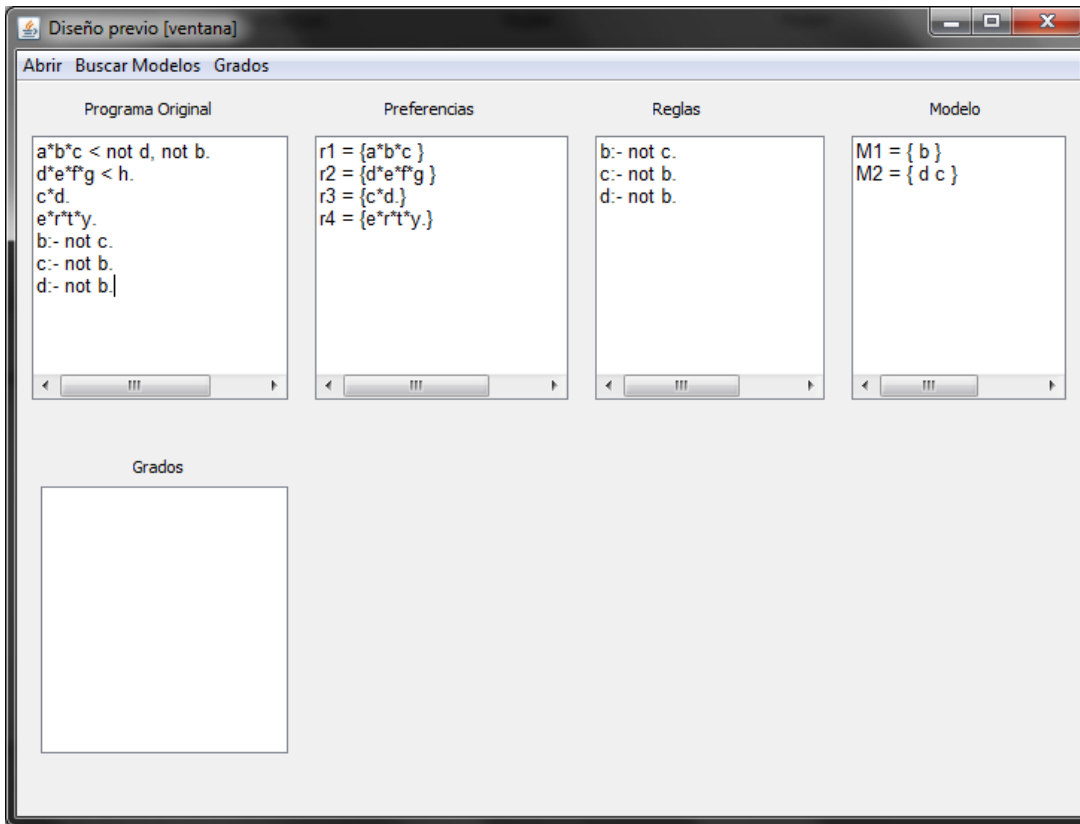 Diseño previo [ventana]
Abrir Buscar Modelos Grados
Programa Original
a*b*c < not d, not b.
d*e*f*g < h.
c*d.
e*r*t*y.
b:- not c.
c:- not b.
d:- not b.
Preferencias
r1 = {a*b*c }
r2 = {d*e*f*g }
r3 = {c*d.}
r4 = {e*r*t*y.}
Reglas
b:- not c.
c:- not b.
d:- not b.
Modelo
M1 = { b }
M2 = { d c }
Grados